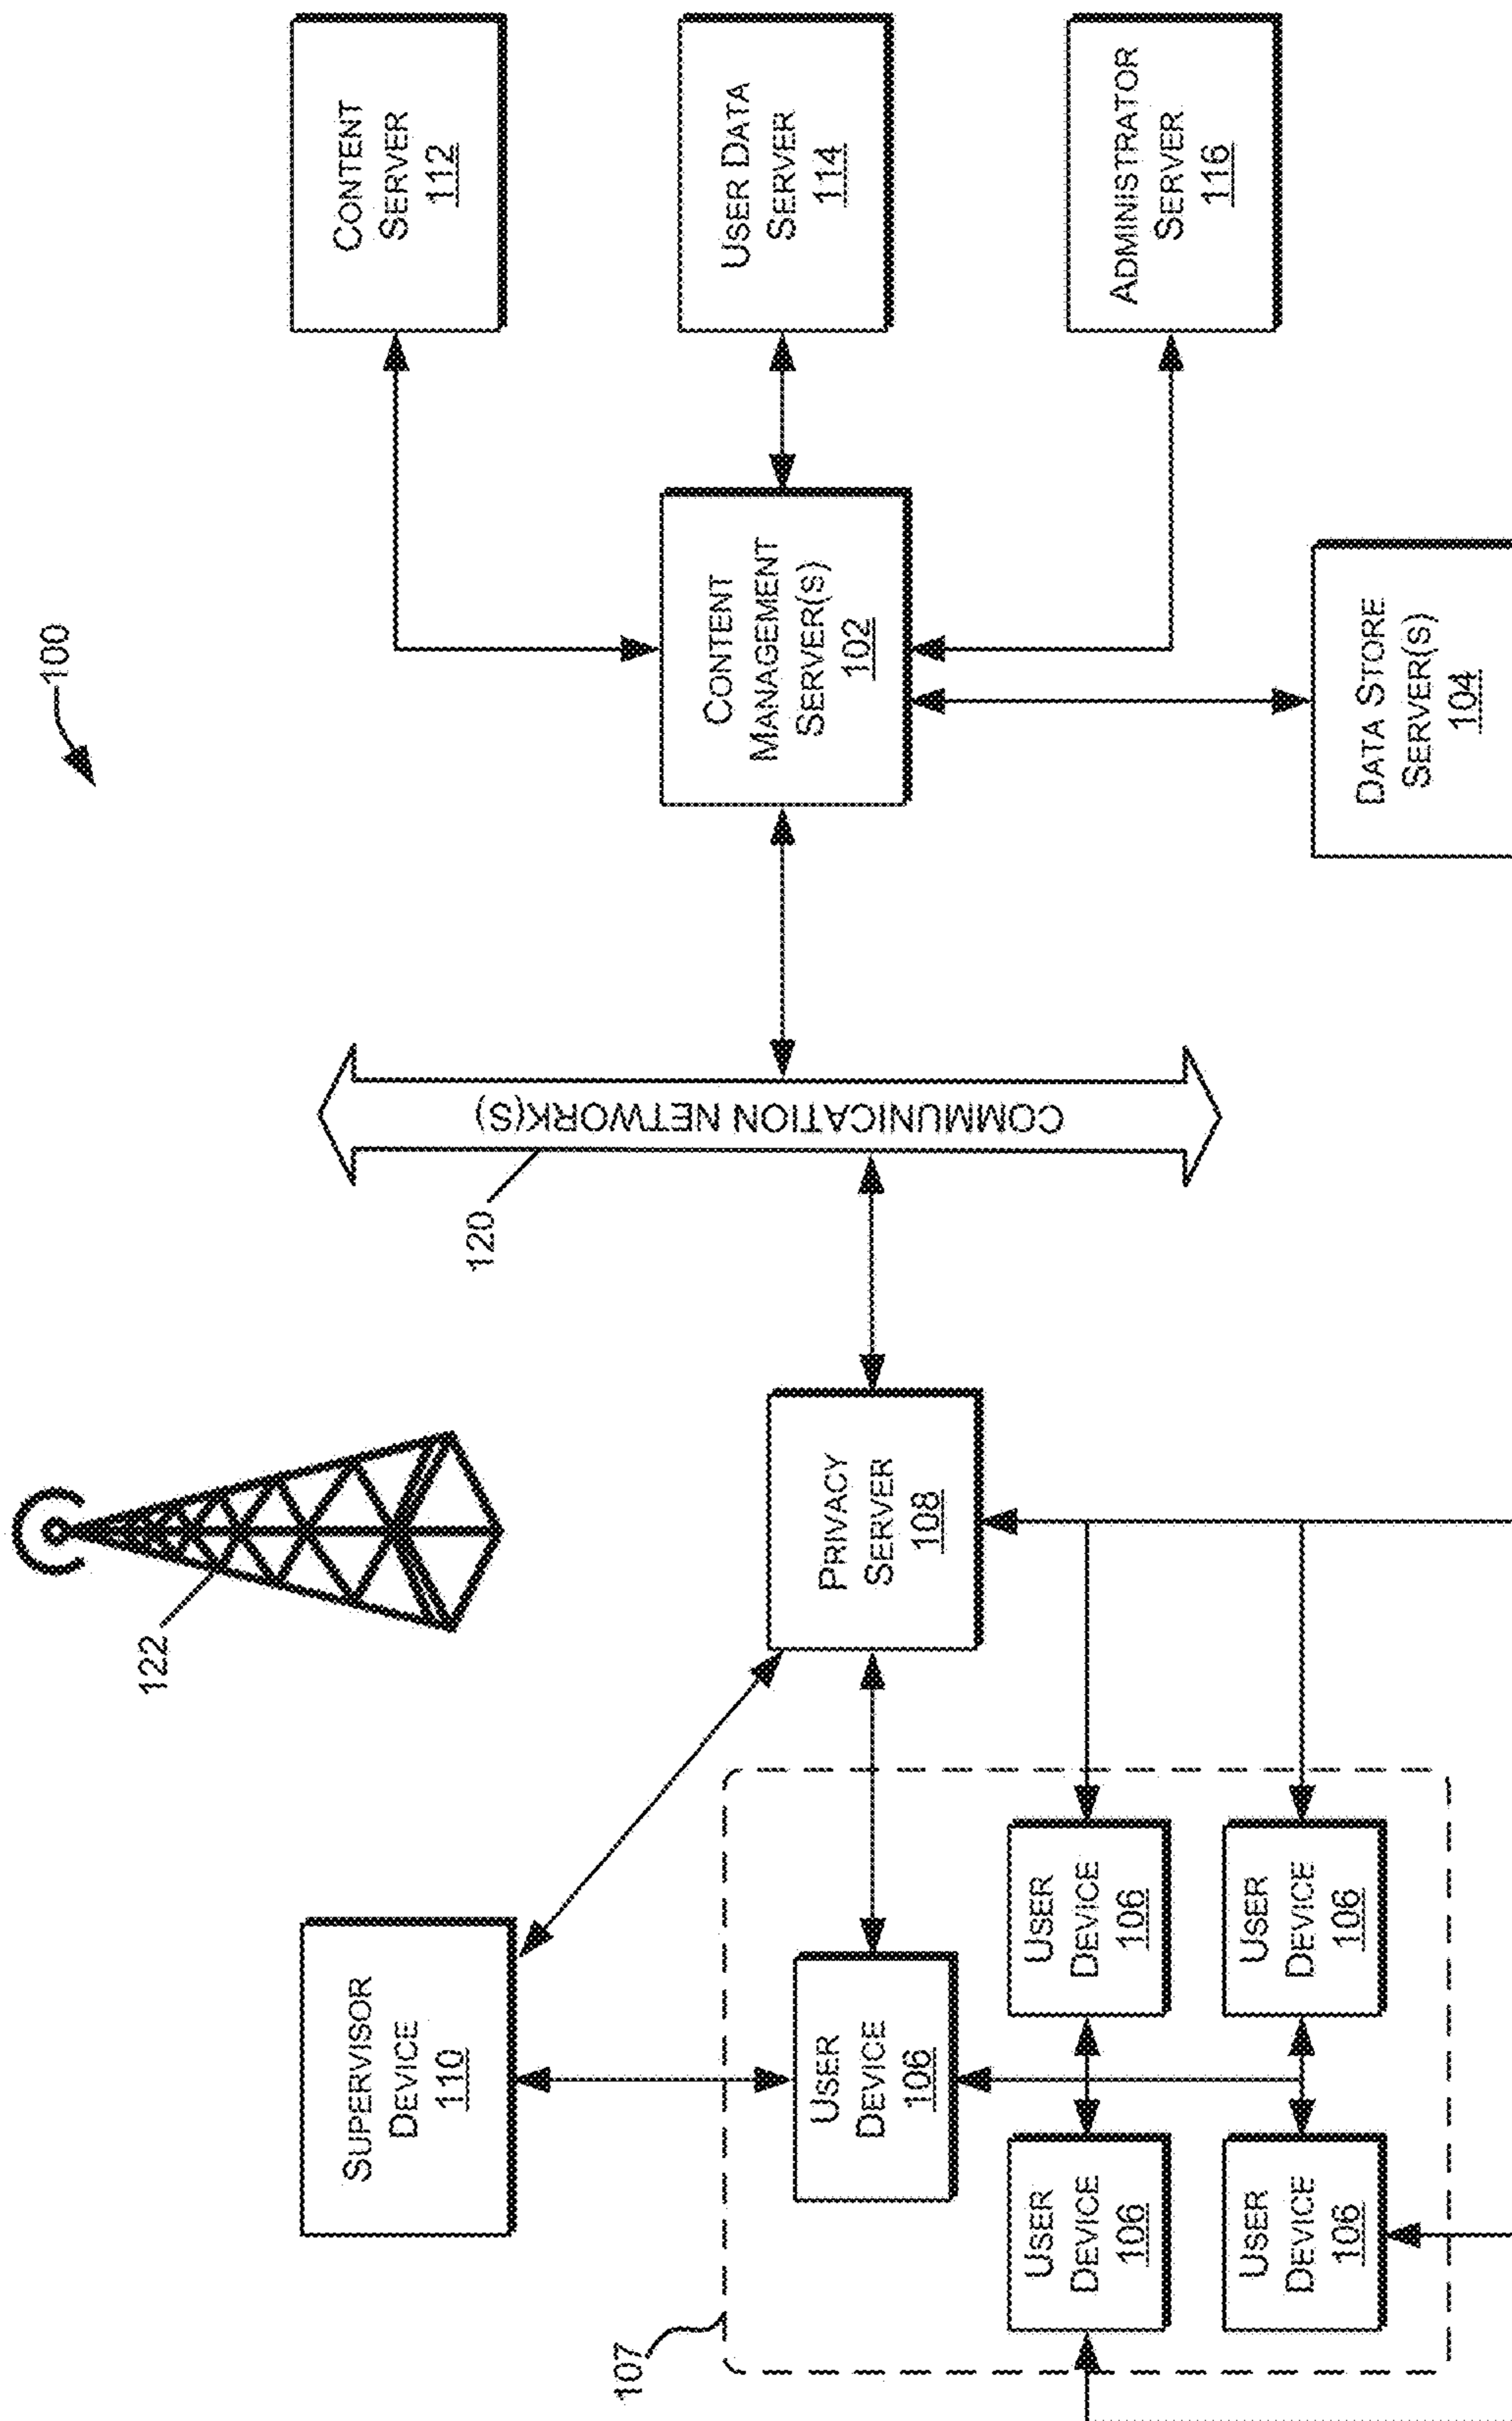 100
122
SUPERVISOR
DEVICE
110
107
USER
DEVICE
106
USER
DEVICE
106
USER
DEVICE
106
USER
DEVICE
106
USER
DEVICE
106
PRIVACY
SERVER
108
120
COMMUNICATION NETWORK(S)
CONTENT
MANAGEMENT
SERVER(S)
102
CONTENT
SERVER
112
USER DATA
SERVER
114
ADMINISTRATOR
SERVER
116
DATA STORE
SERVER(S)
104